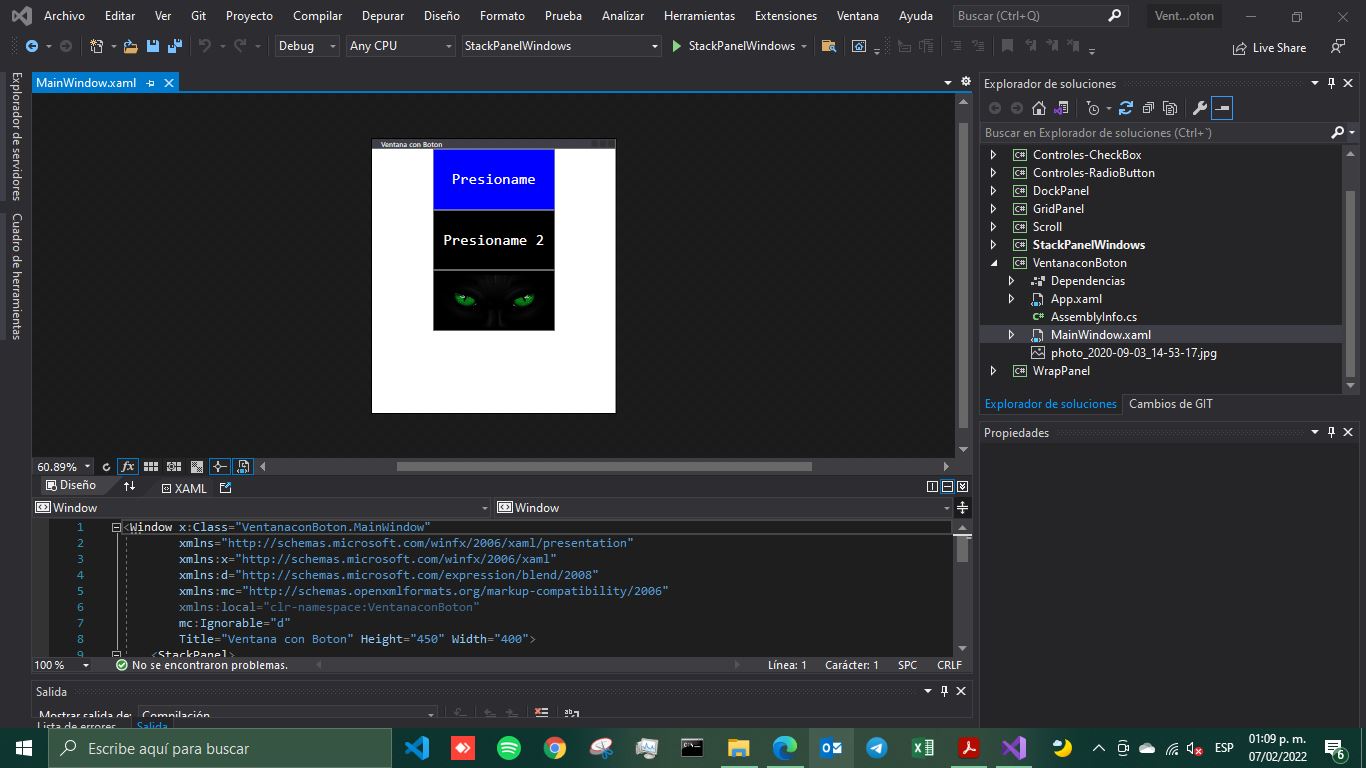 Archivo Editar Ver Git Proyecto Compilar Depurar Diseño Formato Prueba Analizar Herramientas Extensiones Ventana Ayuda Buscar (Ctrl+Q) Vent...oton
Debug Any CPU StackPanelWindows StackPanelWindows Live Share
Explorador de servidores
Cuadro de herramientas
MainWindow.xaml
Ventana con Boton
Presioname
Presioname 2
60.89%
Diseño XAML
Window Window
1 <Window x:Class="VentanaconBoton.MainWindow"
2 xmlns="http://schemas.microsoft.com/winfx/2006/xaml/presentation"
3 xmlns:x="http://schemas.microsoft.com/winfx/2006/xaml"
4 xmlns:d="http://schemas.microsoft.com/expression/blend/2008"
5 xmlns:mc="http://schemas.openxmlformats.org/markup-compatibility/2006"
6 xmlns:local="clr-namespace:VentanaconBoton"
7 mc:Ignorable="d"
8 Title="Ventana con Boton" Height="450" Width="400">
9 <StackPanel>
100 % No se encontraron problemas. Línea: 1 Carácter: 1 SPC CRLF
Salida
Mostrar salida de: Compilación
Lista de errores Salida
Explorador de soluciones
Buscar en Explorador de soluciones (Ctrl+`)
C# Controles-CheckBox
C# Controles-RadioButton
C# DockPanel
C# GridPanel
C# Scroll
C# StackPanelWindows
C# VentanaconBoton
Dependencias
App.xaml
C# AssemblyInfo.cs
MainWindow.xaml
photo_2020-09-03_14-53-17.jpg
C# WrapPanel
Explorador de soluciones Cambios de GIT
Propiedades
Escribe aquí para buscar
ESP
01:09 p. m.
07/02/2022
6